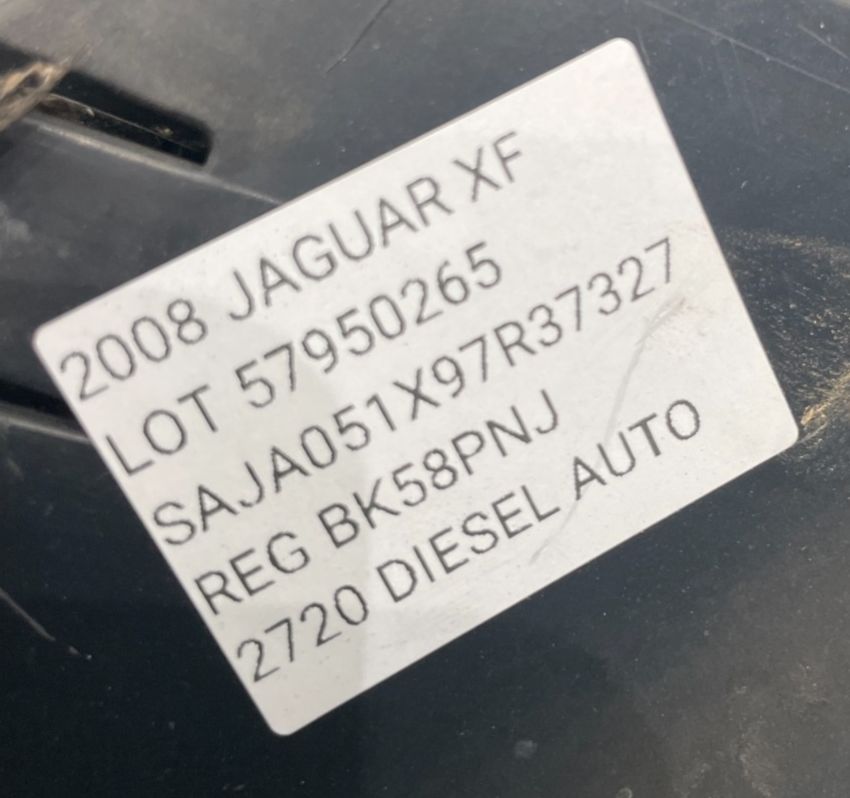 2008 JAGUAR XF
LOT 57950265
SAJA051X97R37327
REG BK58PNJ
2720 DIESEL AUTO